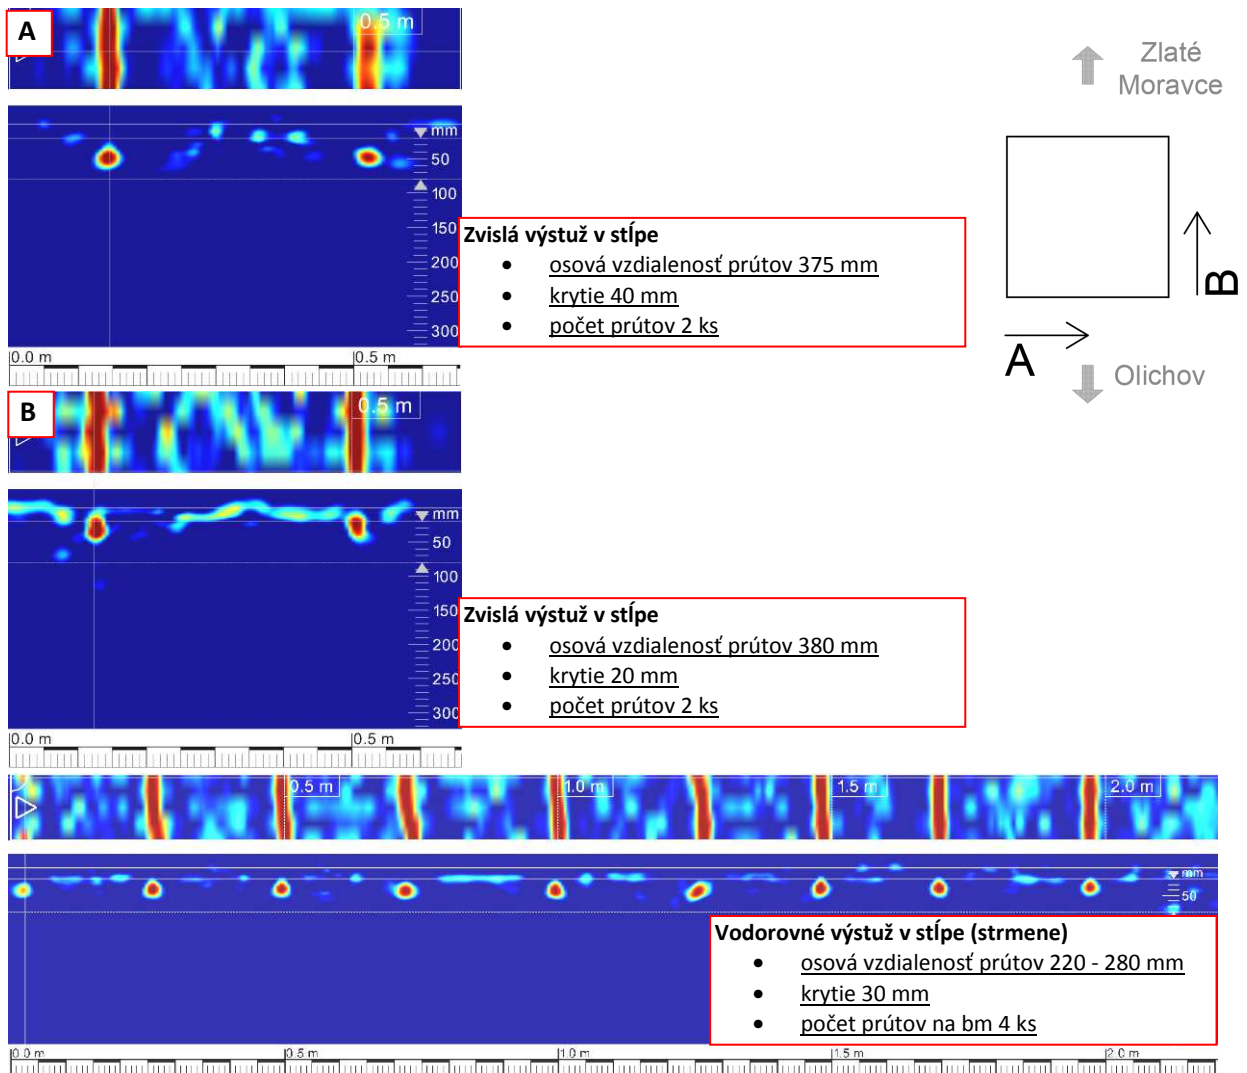 A
0.5 m
mm
50
100
150
200
250
300
0.0 m
0.5 m
Zvislá výstuž v stĺpe
• osová vzdialenosť prútov 375 mm
• krytie 40 mm
• počet prútov 2 ks
Zlaté
Moravce
B
A
Olichov
B
0.5 m
mm
50
100
150
200
250
300
0.0 m
0.5 m
Zvislá výstuž v stĺpe
• osová vzdialenosť prútov 380 mm
• krytie 20 mm
• počet prútov 2 ks
0.5 m
1.0 m
1.5 m
2.0 m
mm
50
Vodorovné výstuž v stĺpe (strmene)
• osová vzdialenosť prútov 220 - 280 mm
• krytie 30 mm
• počet prútov na bm 4 ks
0.0 m
0.5 m
1.0 m
1.5 m
2.0 m